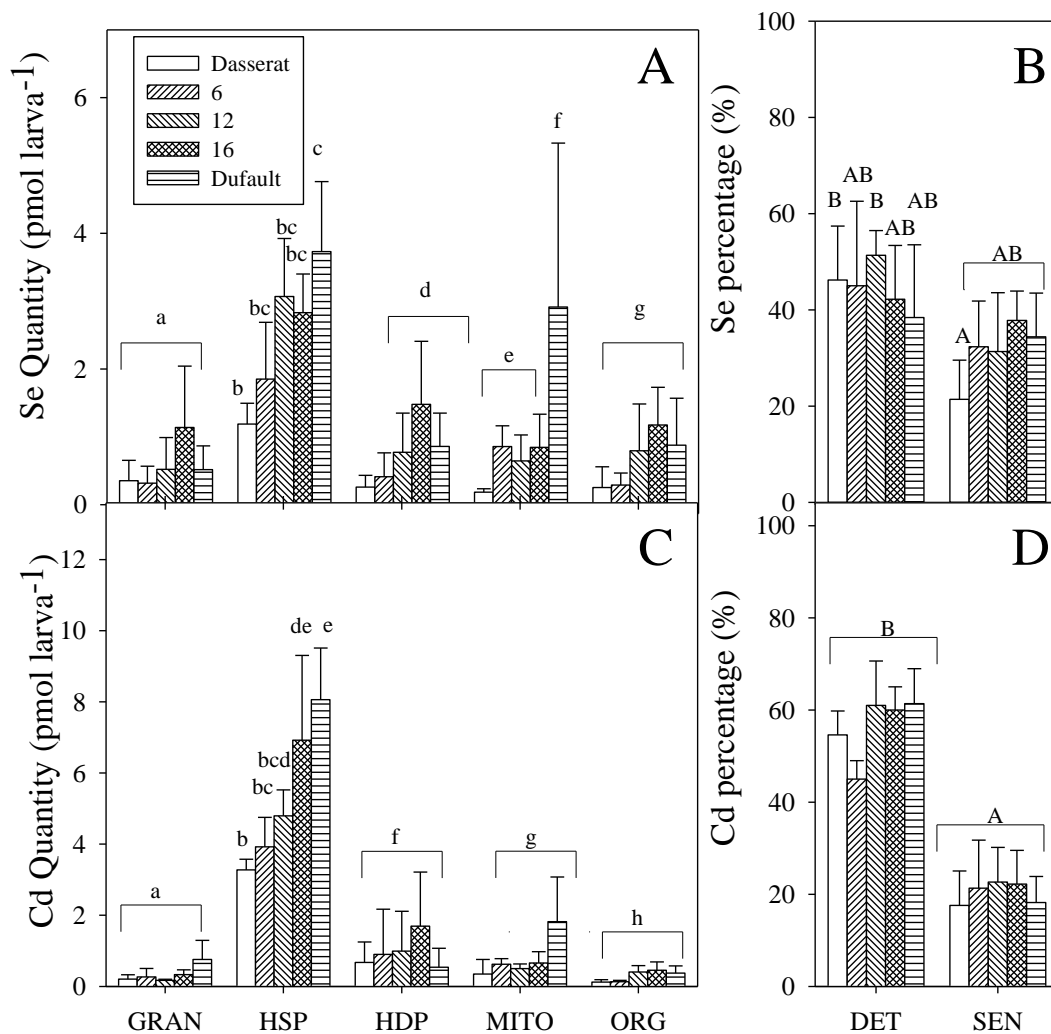 A
Se Quantity (pmol larva-1)
6
4
2
0
Dasserat
6
12
16
Dufault
a
b
bc
bc
bc
c
d
e
f
g
B
Se percentage (%)
100
80
60
40
20
0
B
AB
B
AB
AB
A
AB
C
Cd Quantity (pmol larva-1)
12
10
8
6
4
2
0
a
b
bc
bcd
de
e
f
g
h
GRAN
HSP
HDP
MITO
ORG
D
Cd percentage (%)
100
80
60
40
20
0
B
A
DET
SEN